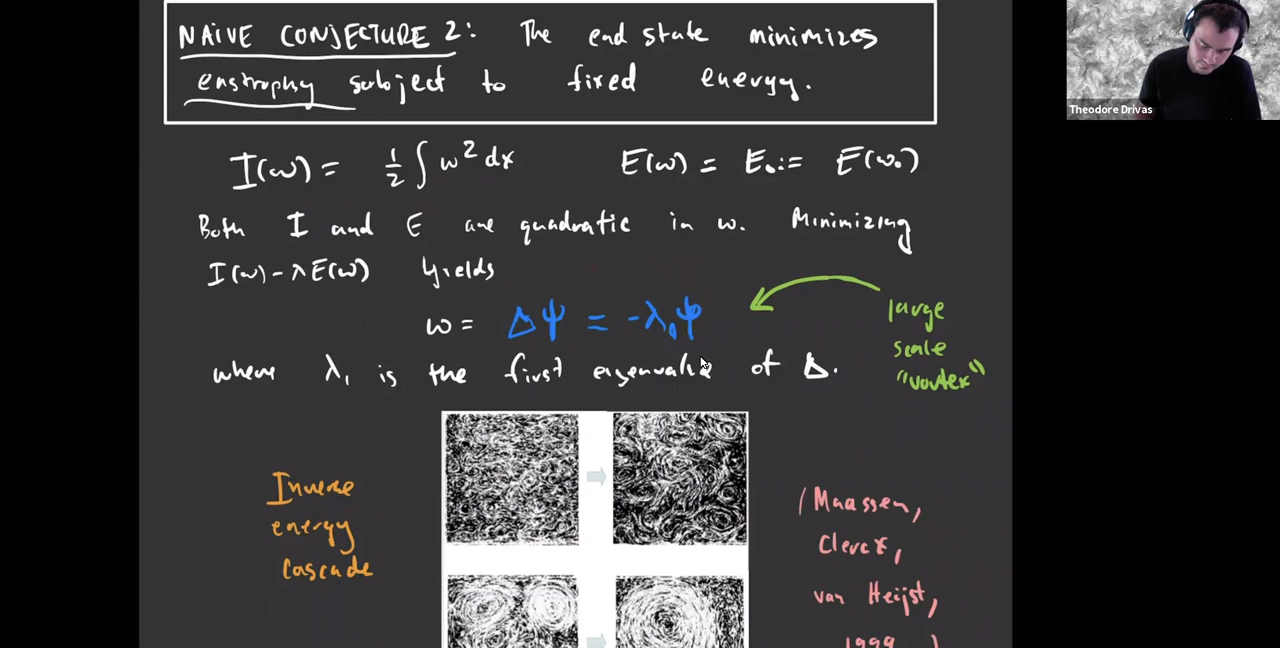 NAIVE CONJECTURE 2: The end state minimizes
enstrophy subject to fixed energy.
I(ω) = 1/2 ∫ ω² dx    E(ω) = E₀ := E(ω₀)
Both I and E are quadratic in ω. Minimizing
I(ω) - λE(ω) yields
ω = Δψ = -λ₁ψ
large
scale
"vortex"
where λ₁ is the first eigenvalue of Δ.
Inverse
energy
cascade
(Maassen,
Clercx,
van Heijst,
1999)
Theodore Drivas